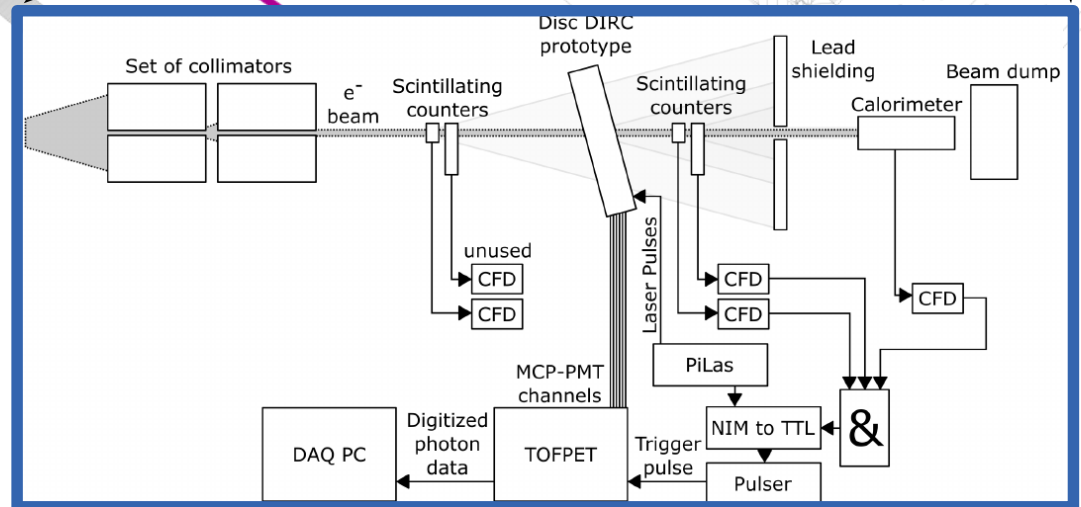 Disc DIRC
prototype
Set of collimators
e-
beam
Scintillating
counters
Scintillating
counters
Lead
shielding
Calorimeter
Beam dump
unused
CFD
CFD
Laser Pulses
CFD
CFD
CFD
PiLas
MCP-PMT
channels
NIM to TTL
&
DAQ PC
Digitized
photon
data
TOFPET
Trigger
pulse
Pulser